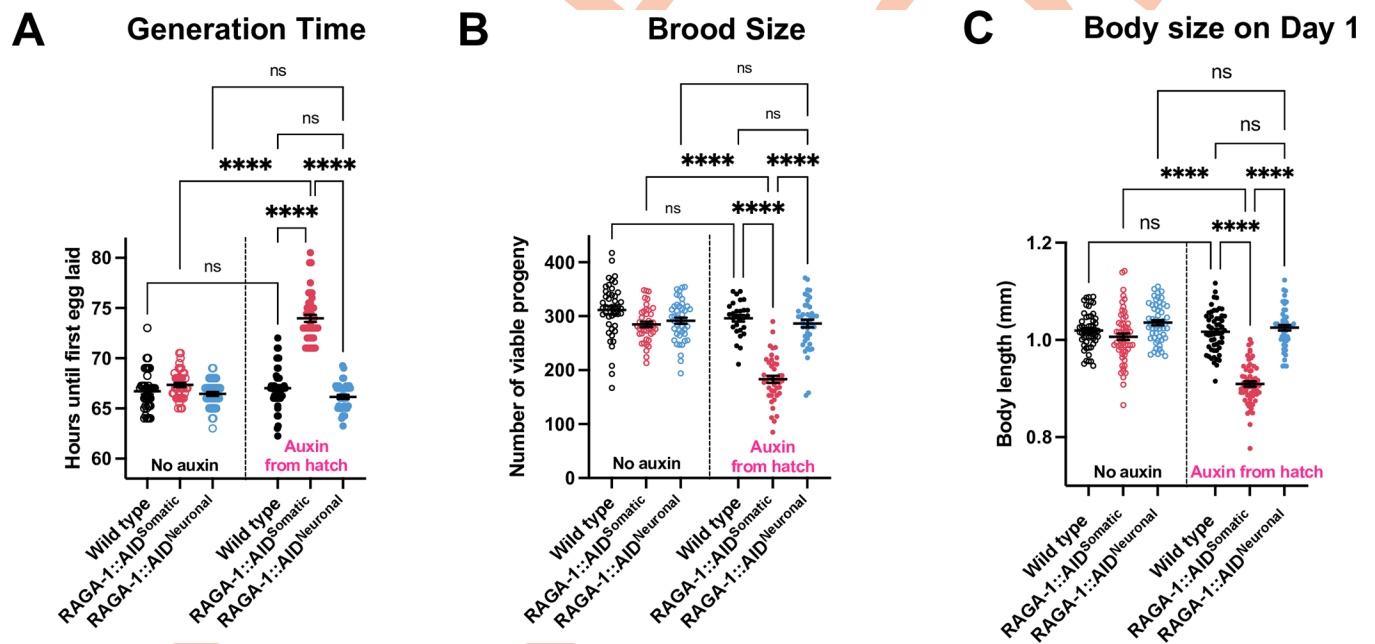 A
Generation Time
ns
ns
**** ****
****
ns
Hours until first egg laid
80
75
70
65
60
No auxin
Auxin
from hatch
Wild type
RAGA-1::AID^Somatic
RAGA-1::AID^Neuronal
Wild type
RAGA-1::AID^Somatic
RAGA-1::AID^Neuronal
B
Brood Size
ns
ns
**** ****
ns ****
Number of viable progeny
400
300
200
100
0
No auxin
Auxin
from hatch
Wild type
RAGA-1::AID^Somatic
RAGA-1::AID^Neuronal
Wild type
RAGA-1::AID^Somatic
RAGA-1::AID^Neuronal
C
Body size on Day 1
ns
ns
**** ****
ns ****
Body length (mm)
1.2
1.0
0.8
No auxin
Auxin from hatch
Wild type
RAGA-1::AID^Somatic
RAGA-1::AID^Neuronal
Wild type
RAGA-1::AID^Somatic
RAGA-1::AID^Neuronal